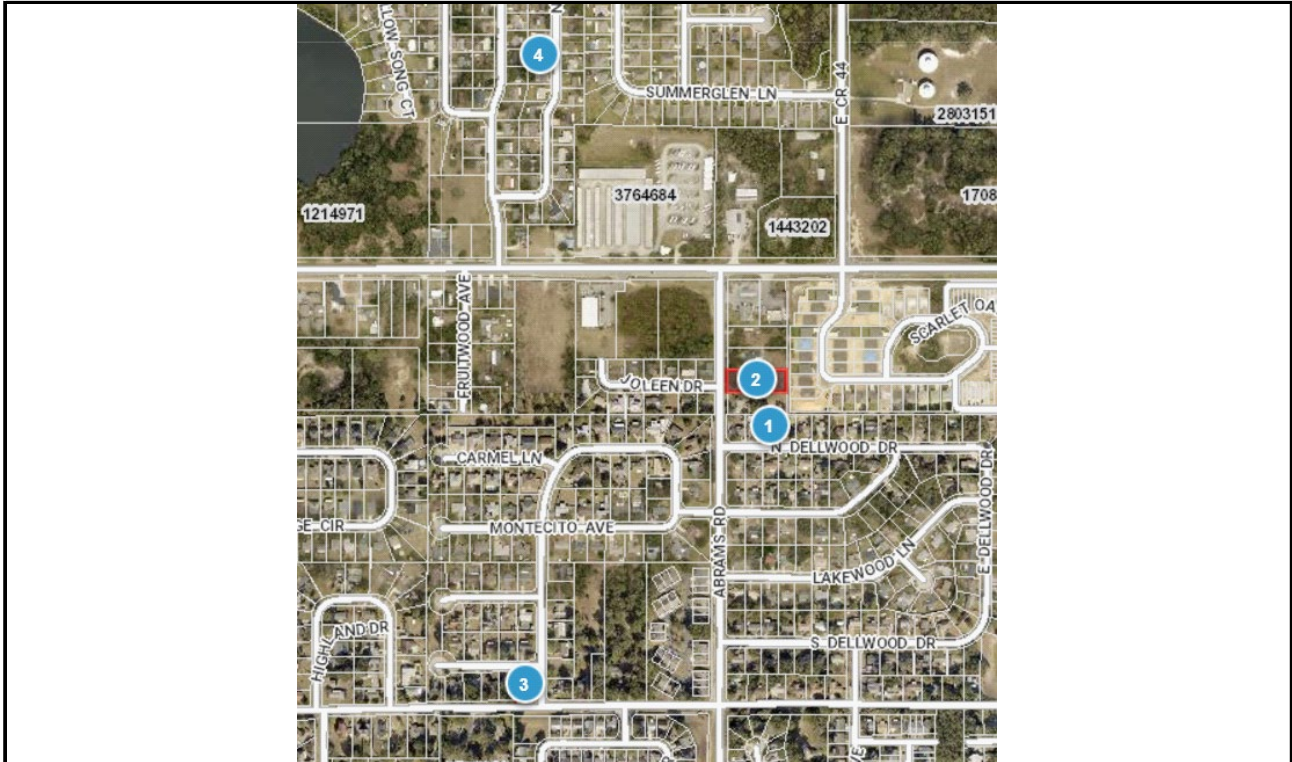 LOW SONG CT
N
4
SUMMERGLEN LN
E CR 44
2803151
3764684
1708
1214971
1443202
FRUITWOOD AVE
SCARLET OA
JOLEEN DR
2
1
N DELLWOOD DR
CARMEL LN
GE CIR
MONTECITO AVE
ABRAMS RD
LAKEWOOD LN
E DELLWOOD DR
HIGHLAND DR
S DELLWOOD DR
3